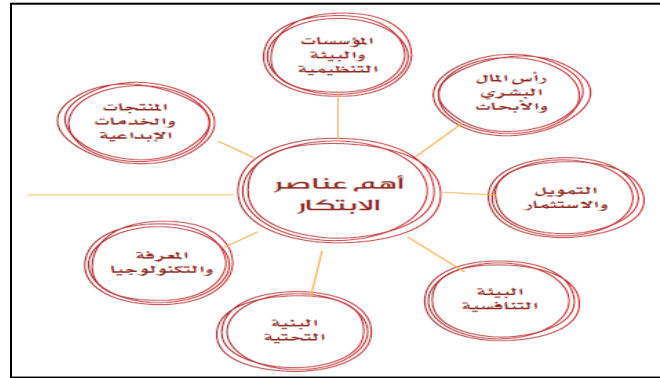 المؤسسات
والبيئة
التنظيمية
رأس المال
البشري
والأبحاث
المنتجات
والخدمات
الإبداعية
أهم عناصر
الابتكار
التمويل
والاستثمار
المعرفة
والتكنولوجيا
البيئة
التنافسية
البنية
التحتية